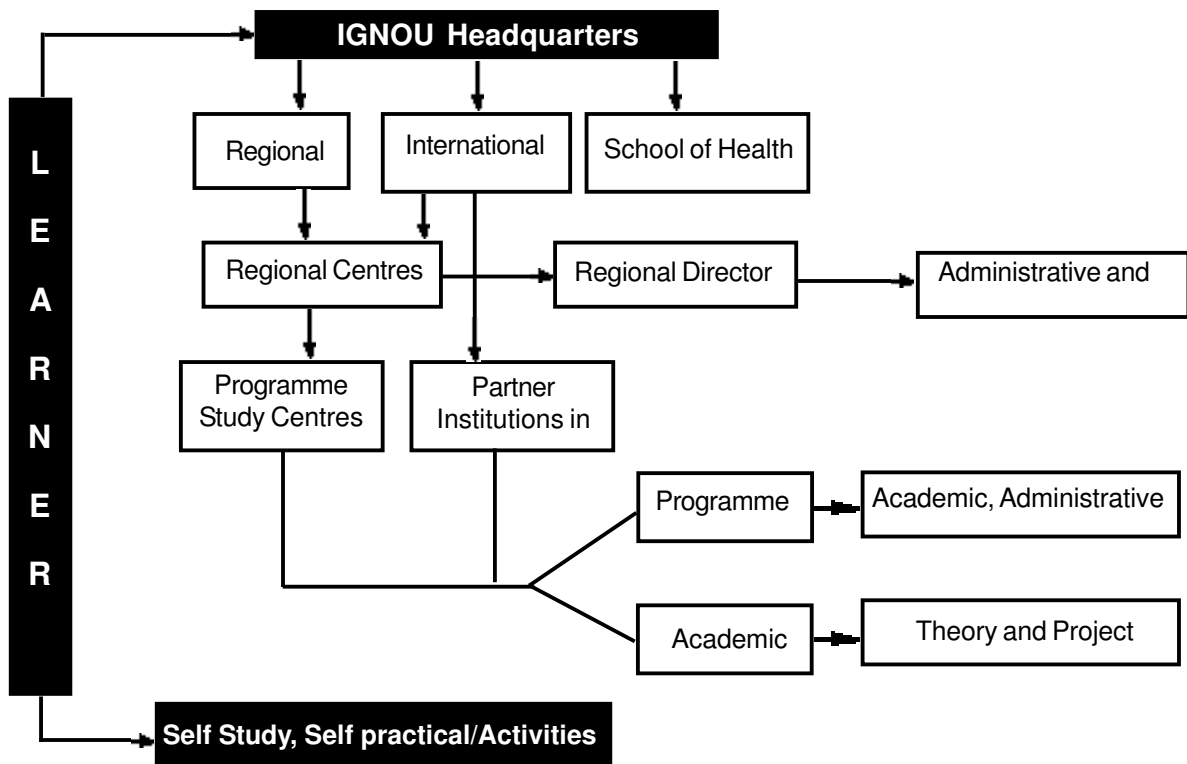 IGNOU Headquarters
LEARNER
Regional
International
School of Health
Regional Centres
Regional Director
Administrative and
Programme
Study Centres
Partner
Institutions in
Programme
Academic, Administrative
Academic
Theory and Project
Self Study, Self practical/Activities